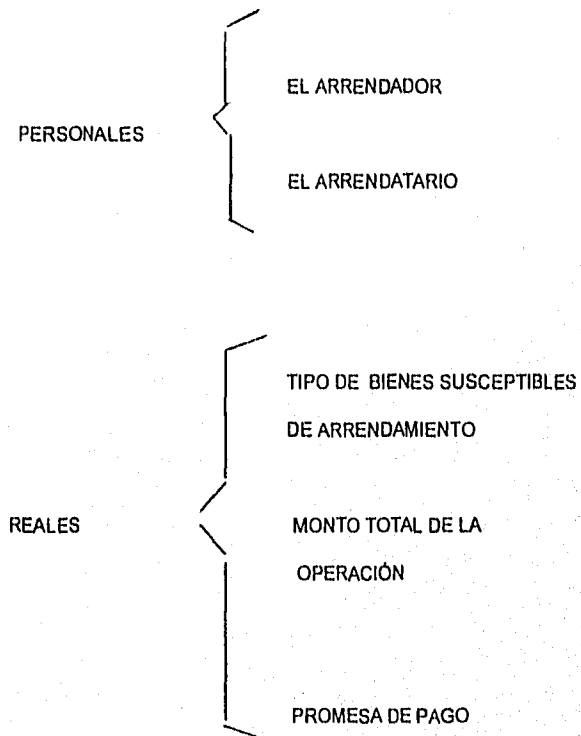 EL ARRENDADOR
PERSONALES
EL ARRENDATARIO
TIPO DE BIENES SUSCEPTIBLES
DE ARRENDAMIENTO
REALES
MONTO TOTAL DE LA
OPERACIÓN
PROMESA DE PAGO